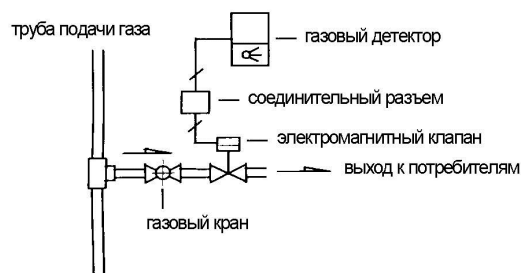 труба подачи газа
газовый детектор
соединительный разъем
электромагнитный клапан
выход к потребителям
газовый кран